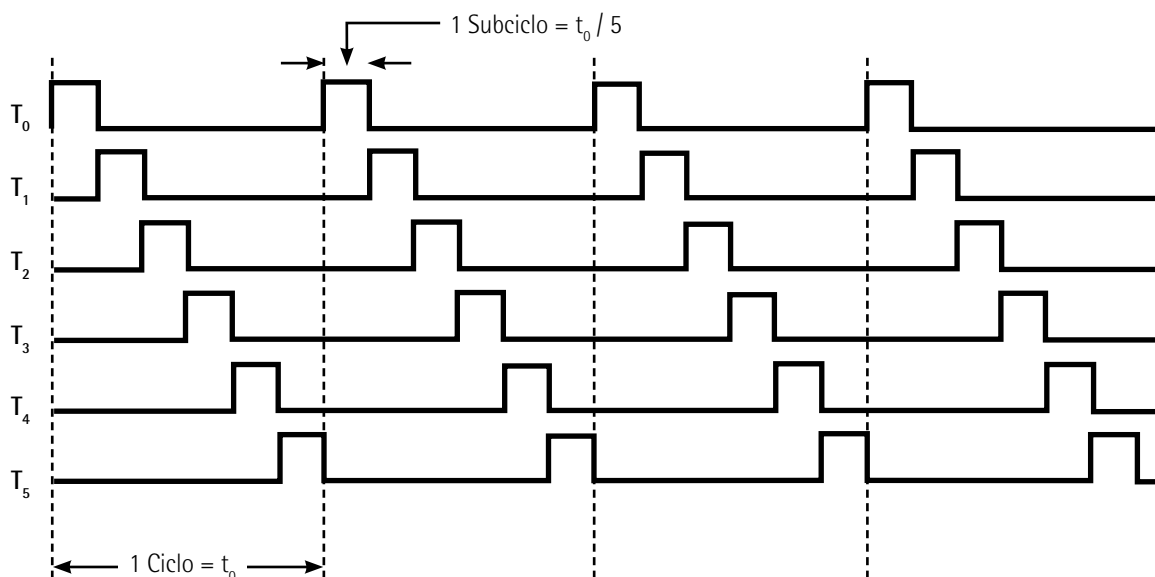 1 Subciclo = t₀ / 5
T₀
T₁
T₂
T₃
T₄
T₅
1 Ciclo = t₀